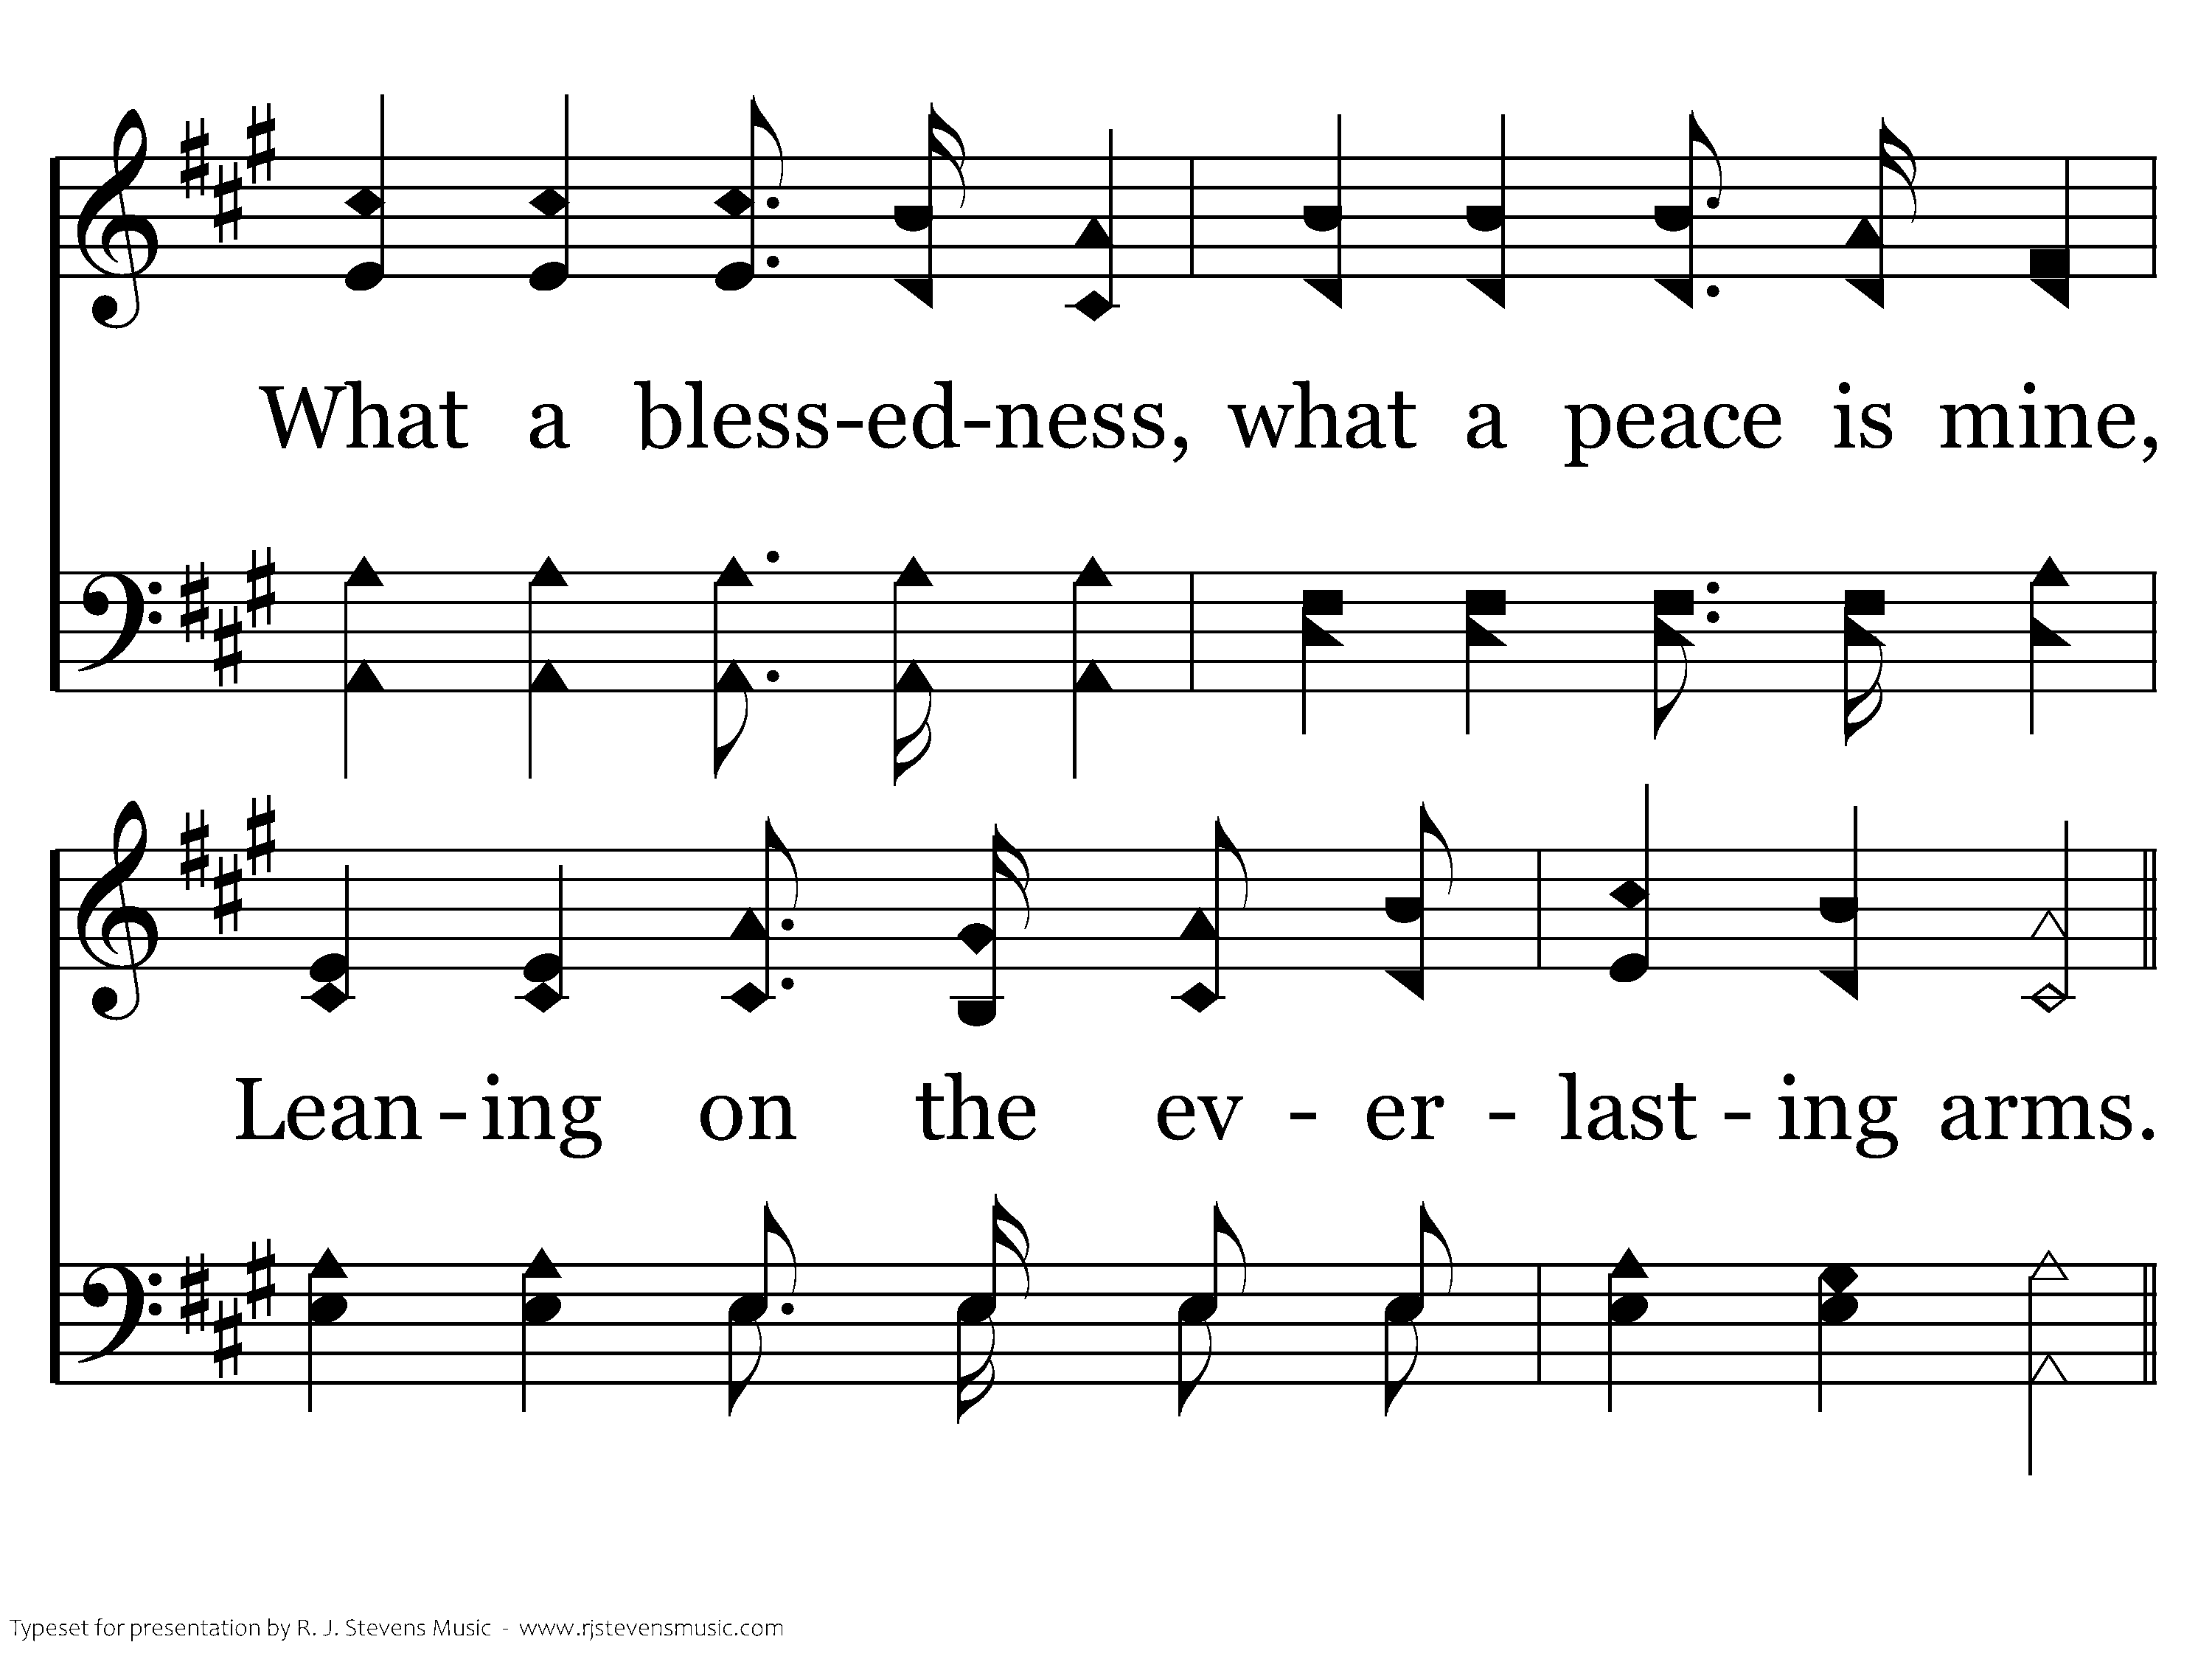 What a bless-ed-ness, what a peace is mine,
Lean - ing on the ev - er - last - ing arms.
Typeset for presentation by R. J. Stevens Music - www.rjstevensmusic.com